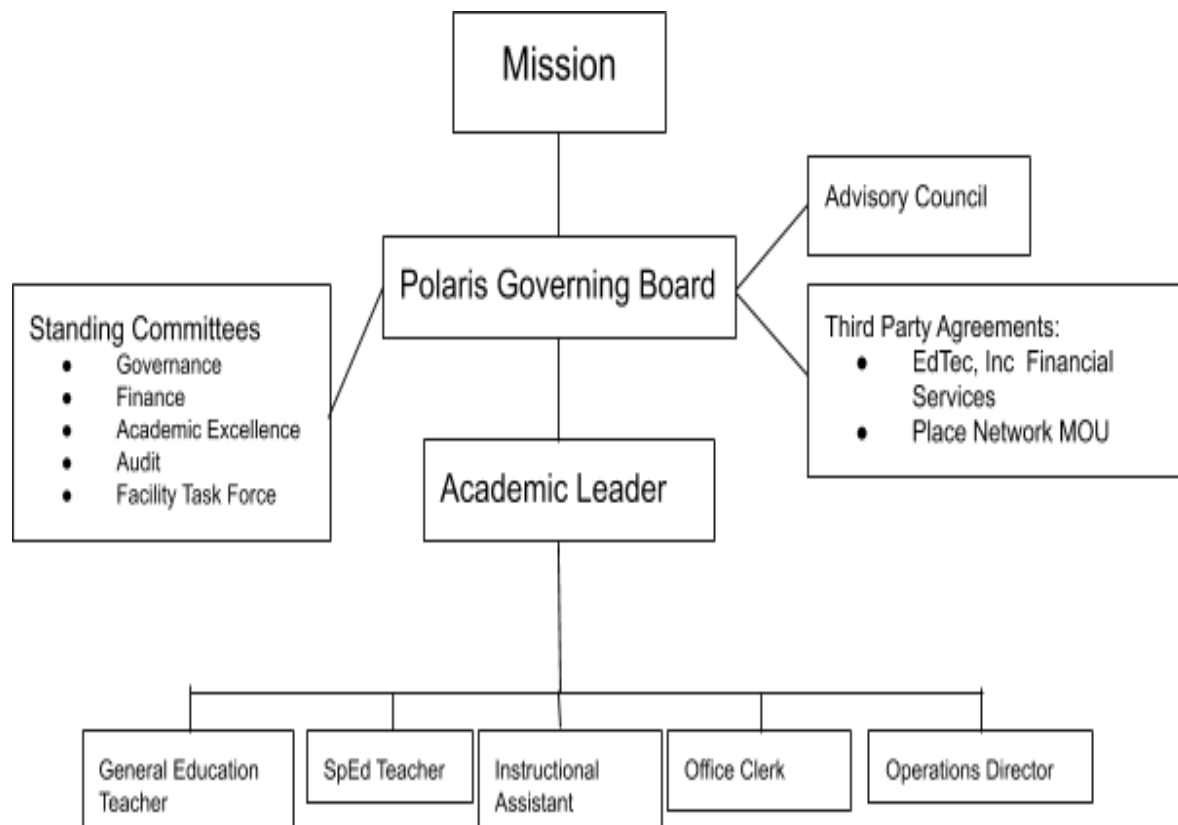 Mission
Advisory Council
Polaris Governing Board
Standing Committees
● Governance
● Finance
● Academic Excellence
● Audit
● Facility Task Force
Third Party Agreements:
● EdTec, Inc  Financial
Services
● Place Network MOU
Academic Leader
General Education
Teacher
SpEd Teacher
Instructional
Assistant
Office Clerk
Operations Director